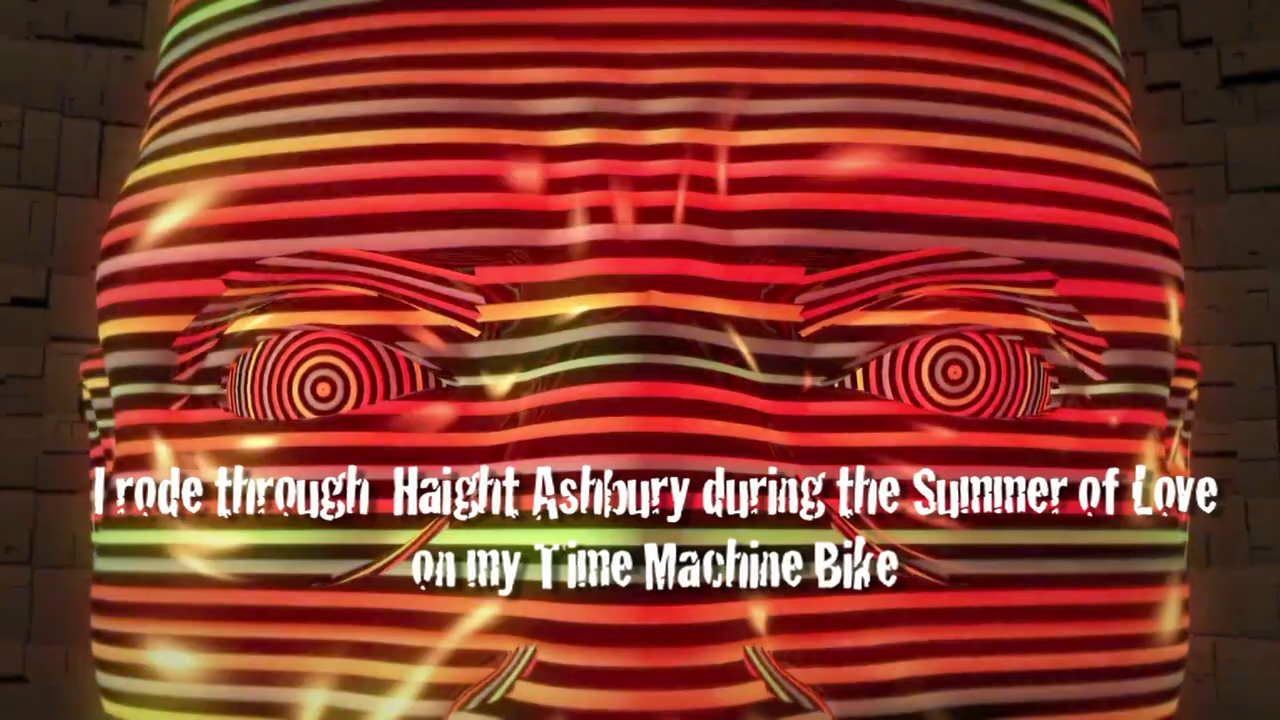 I rode through Haight Ashbury during the Summer of Love
on my Time Machine Bike